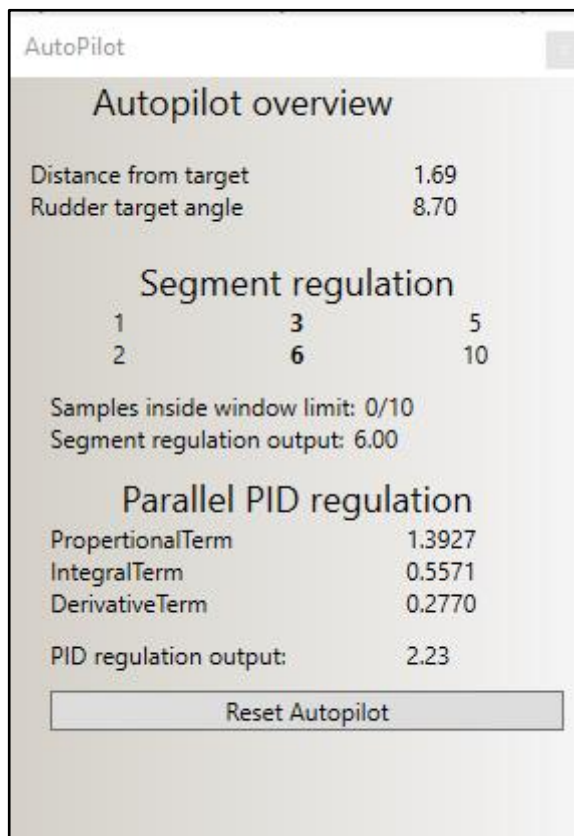 AutoPilot
Autopilot overview
Distance from target 1.69
Rudder target angle 8.70
Segment regulation
1 3 5
2 6 10
Samples inside window limit: 0/10
Segment regulation output: 6.00
Parallel PID regulation
PropertionalTerm 1.3927
IntegralTerm 0.5571
DerivativeTerm 0.2770
PID regulation output: 2.23
Reset Autopilot